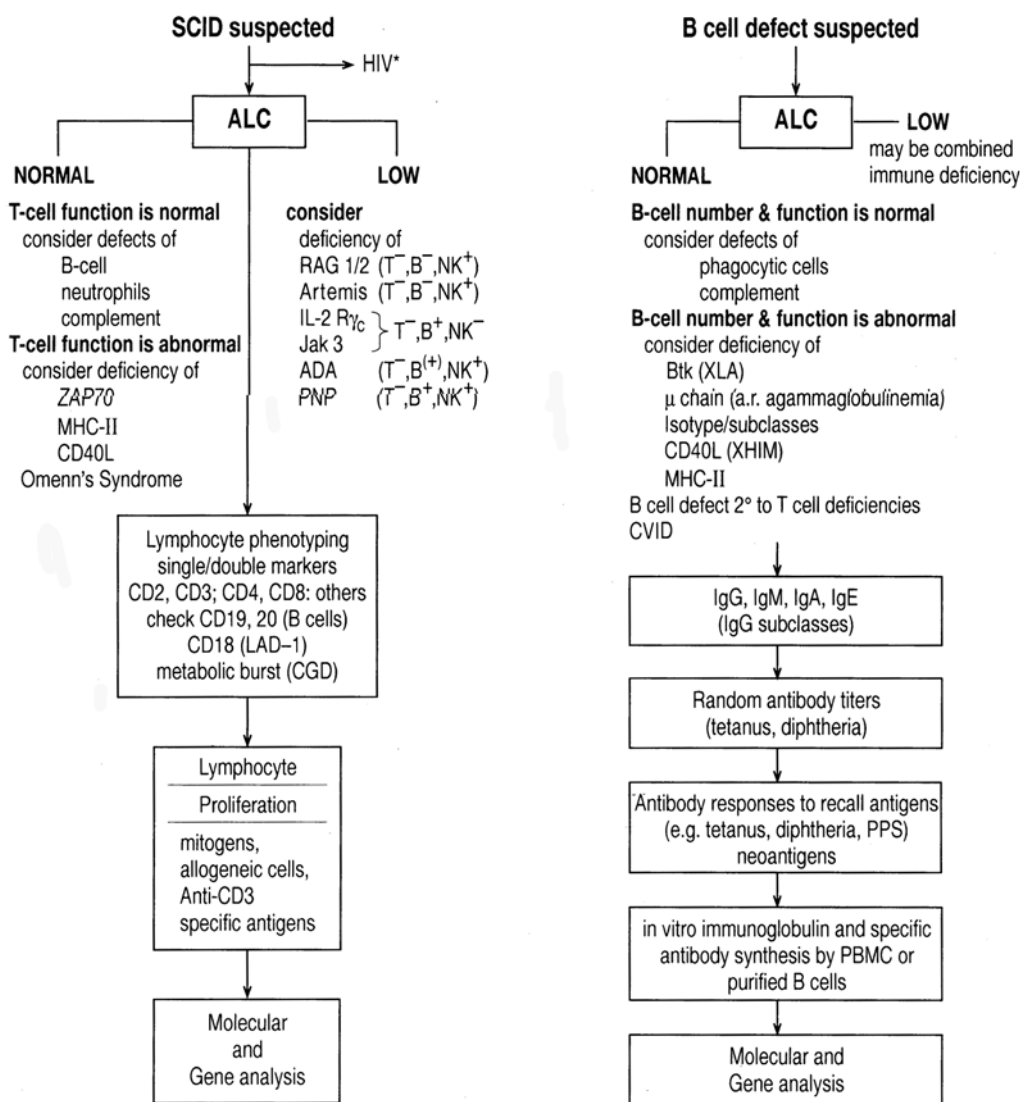 SCID suspected
HIV*
ALC
NORMAL
LOW
T-cell function is normal
consider defects of
B-cell
neutrophils
complement
T-cell function is abnormal
consider deficiency of
ZAP70
MHC-II
CD40L
Omenn's Syndrome
consider
deficiency of
RAG 1/2 (T⁻,B⁻,NK⁺)
Artemis (T⁻,B⁻,NK⁺)
IL-2 Rγc
Jak 3
} T⁻,B⁺,NK⁻
ADA (T⁻,B⁽⁺⁾,NK⁺)
PNP (T⁻,B⁺,NK⁺)
Lymphocyte phenotyping
single/double markers
CD2, CD3; CD4, CD8: others
check CD19, 20 (B cells)
CD18 (LAD–1)
metabolic burst (CGD)
Lymphocyte
Proliferation
mitogens,
allogeneic cells,
Anti-CD3
specific antigens
Molecular
and
Gene analysis
B cell defect suspected
ALC
LOW
may be combined
immune deficiency
NORMAL
B-cell number & function is normal
consider defects of
phagocytic cells
complement
B-cell number & function is abnormal
consider deficiency of
Btk (XLA)
μ chain (a.r. agammaglobulinemia)
Isotype/subclasses
CD40L (XHIM)
MHC-II
B cell defect 2° to T cell deficiencies
CVID
IgG, IgM, IgA, IgE
(IgG subclasses)
Random antibody titers
(tetanus, diphtheria)
Antibody responses to recall antigens
(e.g. tetanus, diphtheria, PPS)
neoantigens
in vitro immunoglobulin and specific
antibody synthesis by PBMC or
purified B cells
Molecular and
Gene analysis